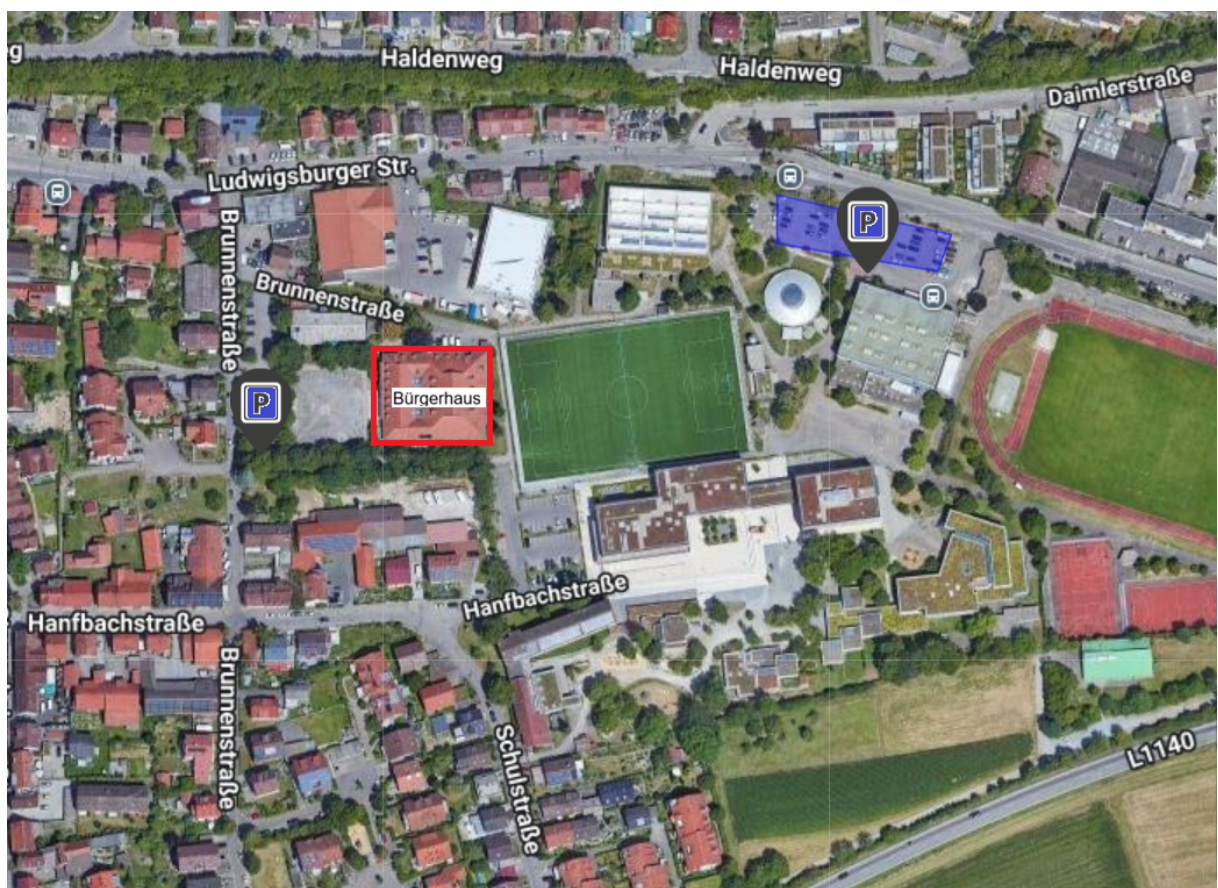 g
Haldenweg
Haldenweg
Daimlerstraße
Ludwigsburger Str.
P
Brunnenstraße
Brunnenstraße
Bürgerhaus
P
Hanfbachstraße
Hanfbachstraße
Brunnenstraße
Schulstraße
L1140